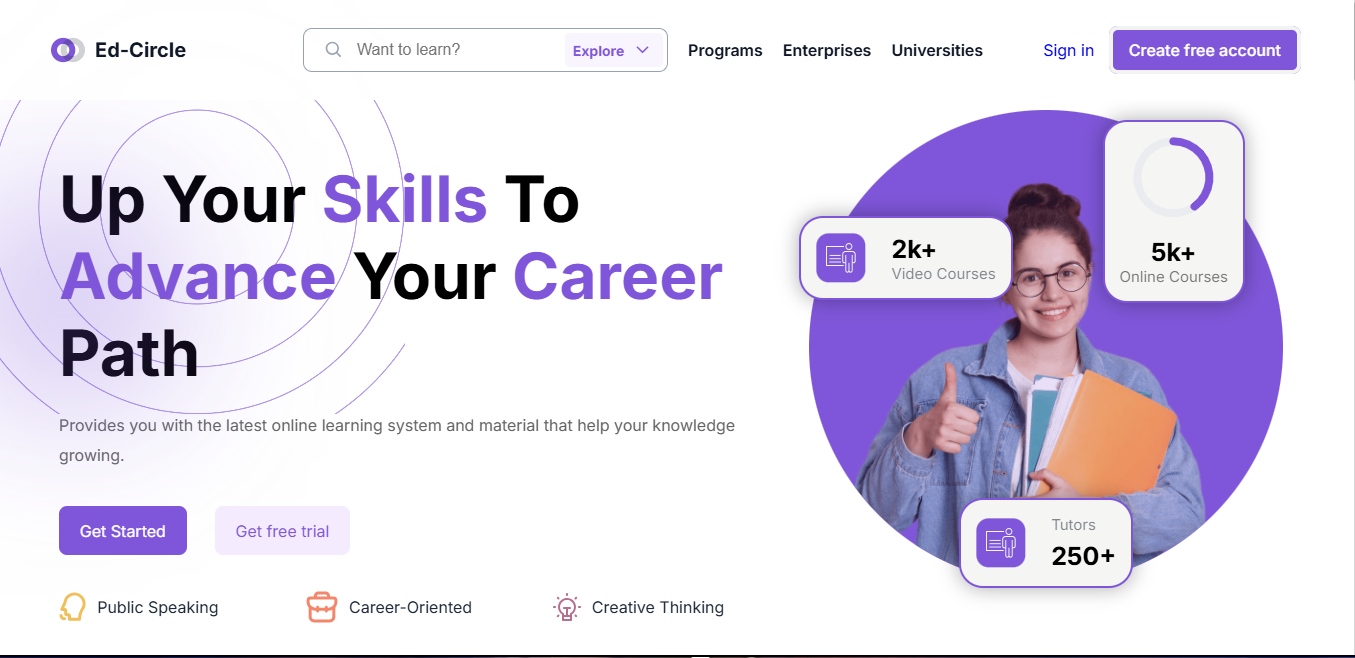 Ed-Circle
Want to learn?
Explore
Programs
Enterprises
Universities
Sign in
Create free account
Up Your Skills To
Advance Your Career
Path
Provides you with the latest online learning system and material that help your knowledge
growing.
Get Started
Get free trial
Public Speaking
Career-Oriented
Creative Thinking
2k+
Video Courses
5k+
Online Courses
Tutors
250+